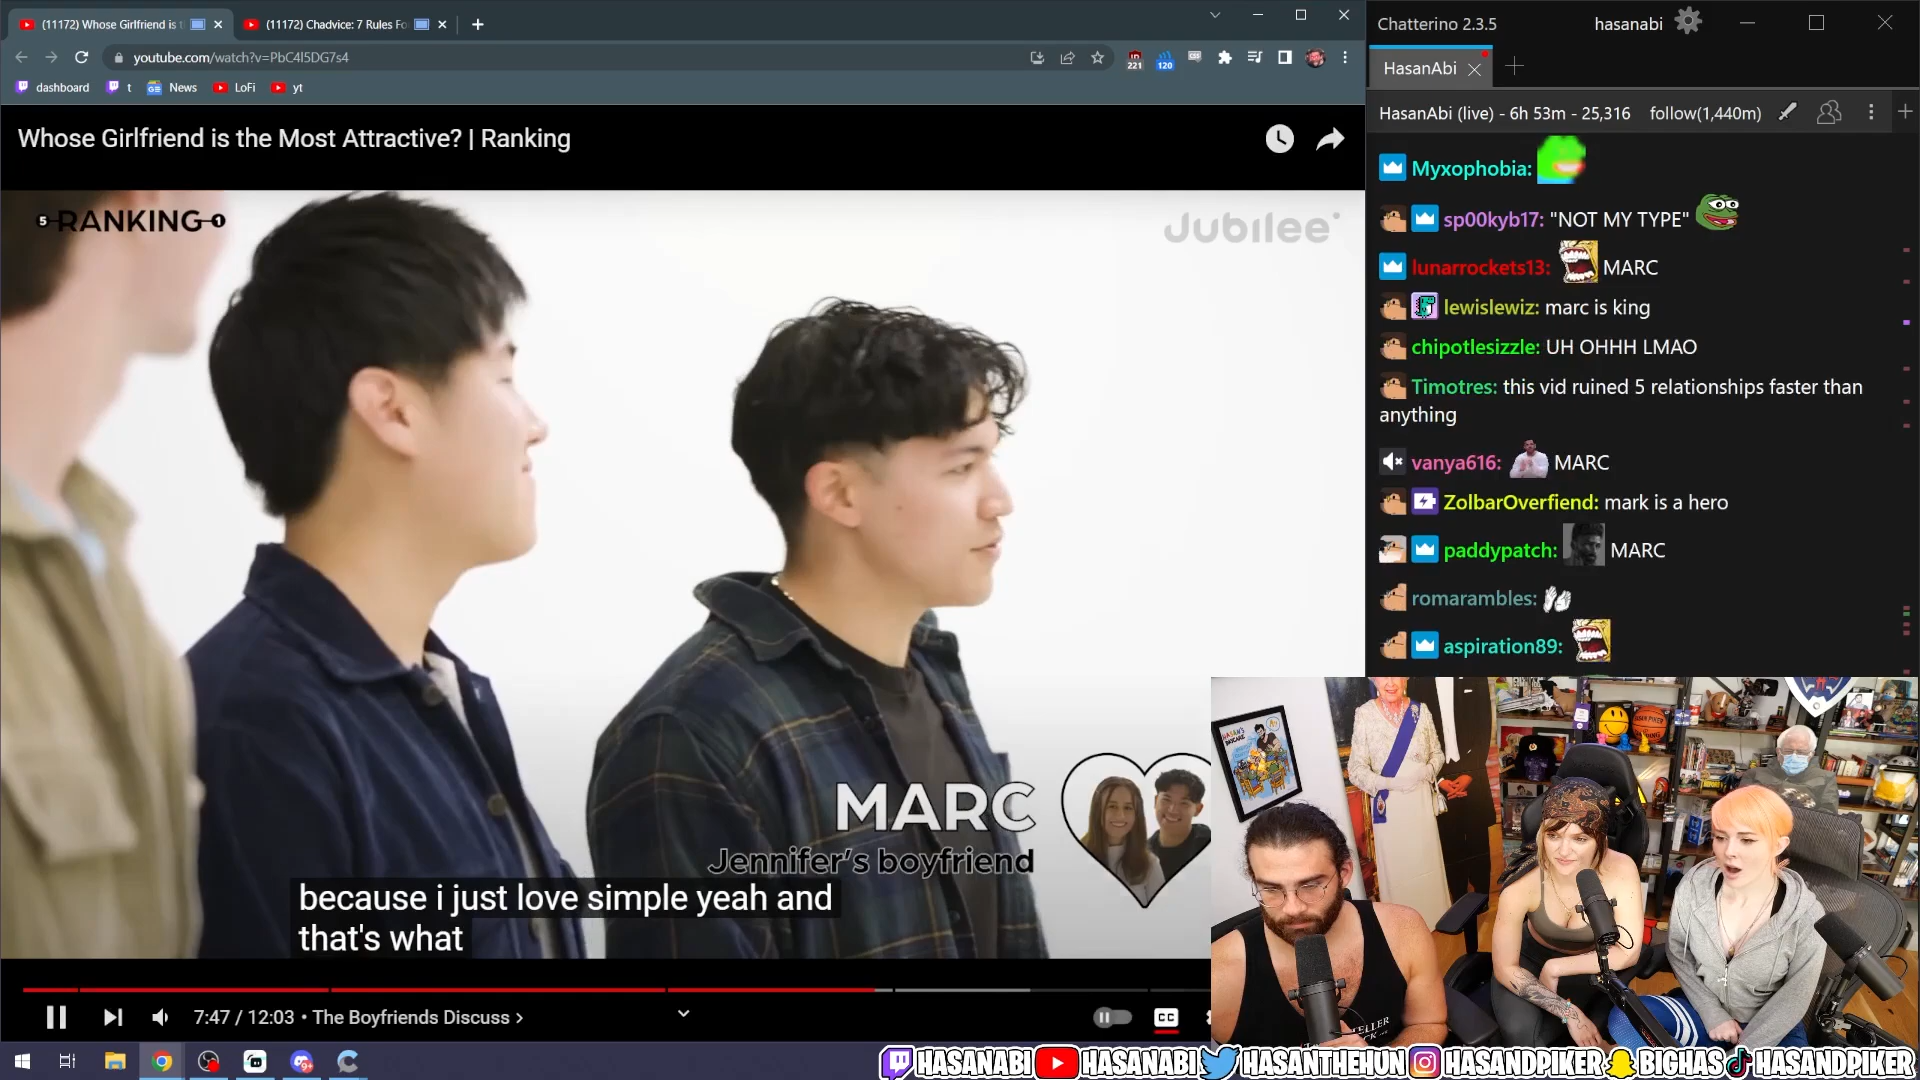 (11172) Whose Girlfriend is t
(11172) Chadvice: 7 Rules Fo
youtube.com/watch?v=PbC4l5DG7s4
221
120
dashboard
t
News
LoFi
yt
Whose Girlfriend is the Most Attractive? | Ranking
5 RANKING 1
Jubilee
MARC
Jennifer's boyfriend
because i just love simple yeah and
that's what
7:47 / 12:03 • The Boyfriends Discuss >
CC
Chatterino 2.3.5
hasanabi
HasanAbi
HasanAbi (live) - 6h 53m - 25,316
follow(1,440m)
Myxophobia:
sp00kyb17: "NOT MY TYPE"
lunarrockets13: MARC
lewislewiz: marc is king
chipotlesizzle: UH OHHH LMAO
Timotres: this vid ruined 5 relationships faster than
anything
vanya616: MARC
ZolbarOverfiend: mark is a hero
paddypatch: MARC
romarambles:
aspiration89:
HASANABI HASANABI HASANTHEHUN HASANDPIKER BIGHAS HASANDPIKER